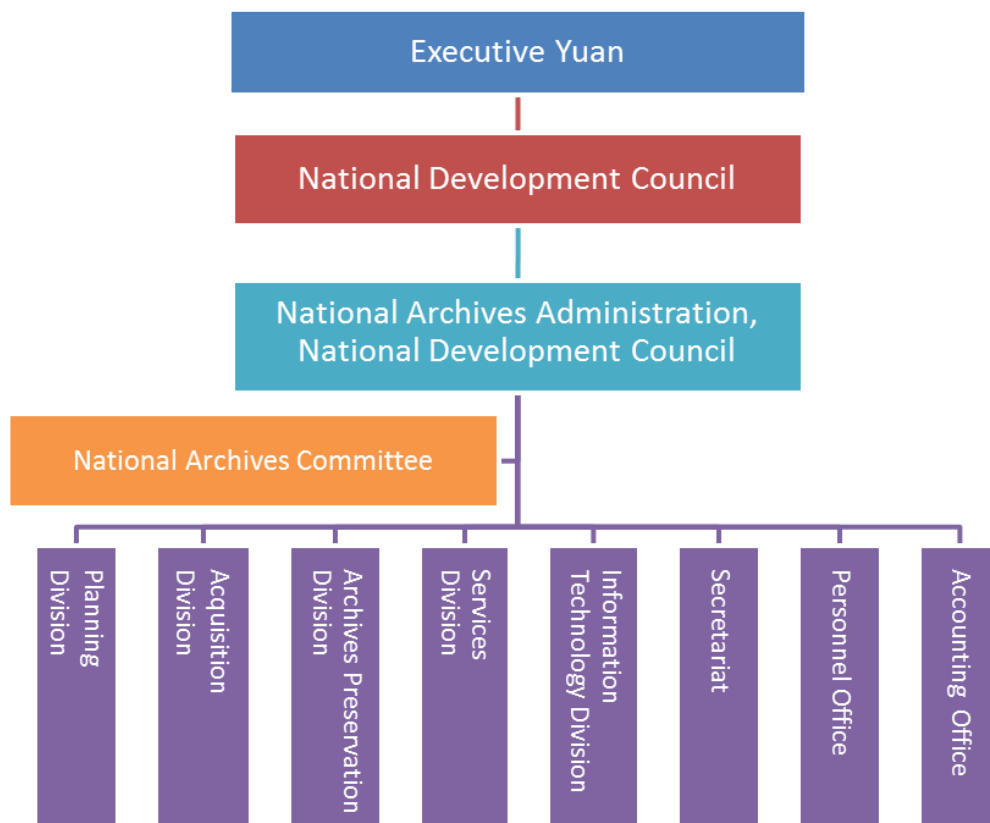 Executive Yuan
National Development Council
National Archives Administration,
National Development Council
National Archives Committee
Planning
Division
Acquisition
Division
Archives Preservation
Division
Services
Division
Information
Technology Division
Secretariat
Personnel Office
Accounting Office